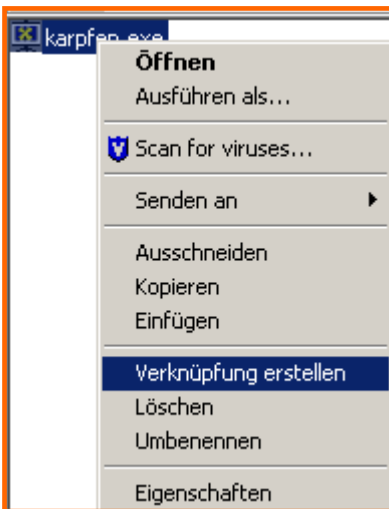 karpfen.exe
Öffnen
Ausführen als...
Scan for viruses...
Senden an
Ausschneiden
Kopieren
Einfügen
Verknüpfung erstellen
Löschen
Umbenennen
Eigenschaften